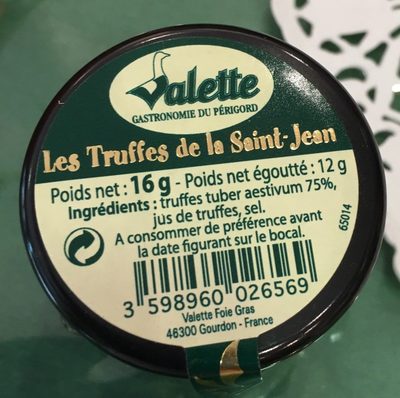 Valette
GASTRONOMIE DU PÉRIGORD
Les Truffes de la Saint-Jean
Poids net : 16 g - Poids net égoutté : 12 g
Ingrédients : truffes tuber aestivum 75%,
jus de truffes, sel.
A consommer de préférence avant
la date figurant sur le bocal.
65014
3 598960 026569
Valette Foie Gras
46300 Gourdon - France